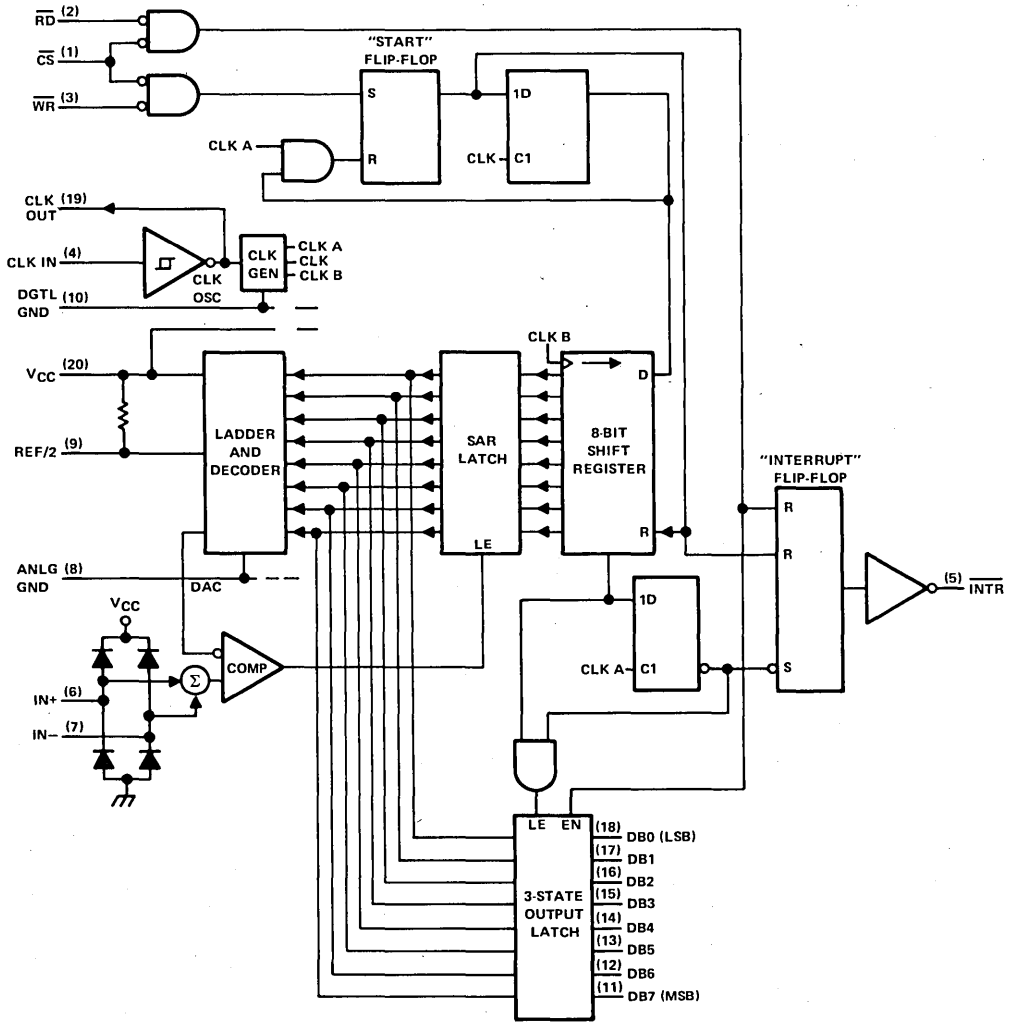 RD (2)
CS (1)
WR (3)
"START"
FLIP-FLOP
S
R
1D
C1
CLK
CLK A
CLK
OUT
(19)
CLK IN (4)
CLK
OSC
CLK
GEN
CLK A
CLK
CLK B
DGTL
GND
(10)
VCC (20)
REF/2 (9)
LADDER
AND
DECODER
SAR
LATCH
LE
CLK B
D
8-BIT
SHIFT
REGISTER
R
"INTERRUPT"
FLIP-FLOP
R
R
S
(5) INTR
ANLG
GND
(8)
DAC
VCC
COMP
Σ
IN+ (6)
IN− (7)
1D
CLK A
C1
LE EN
3-STATE
OUTPUT
LATCH
(18) DB0 (LSB)
(17) DB1
(16) DB2
(15) DB3
(14) DB4
(13) DB5
(12) DB6
(11) DB7 (MSB)